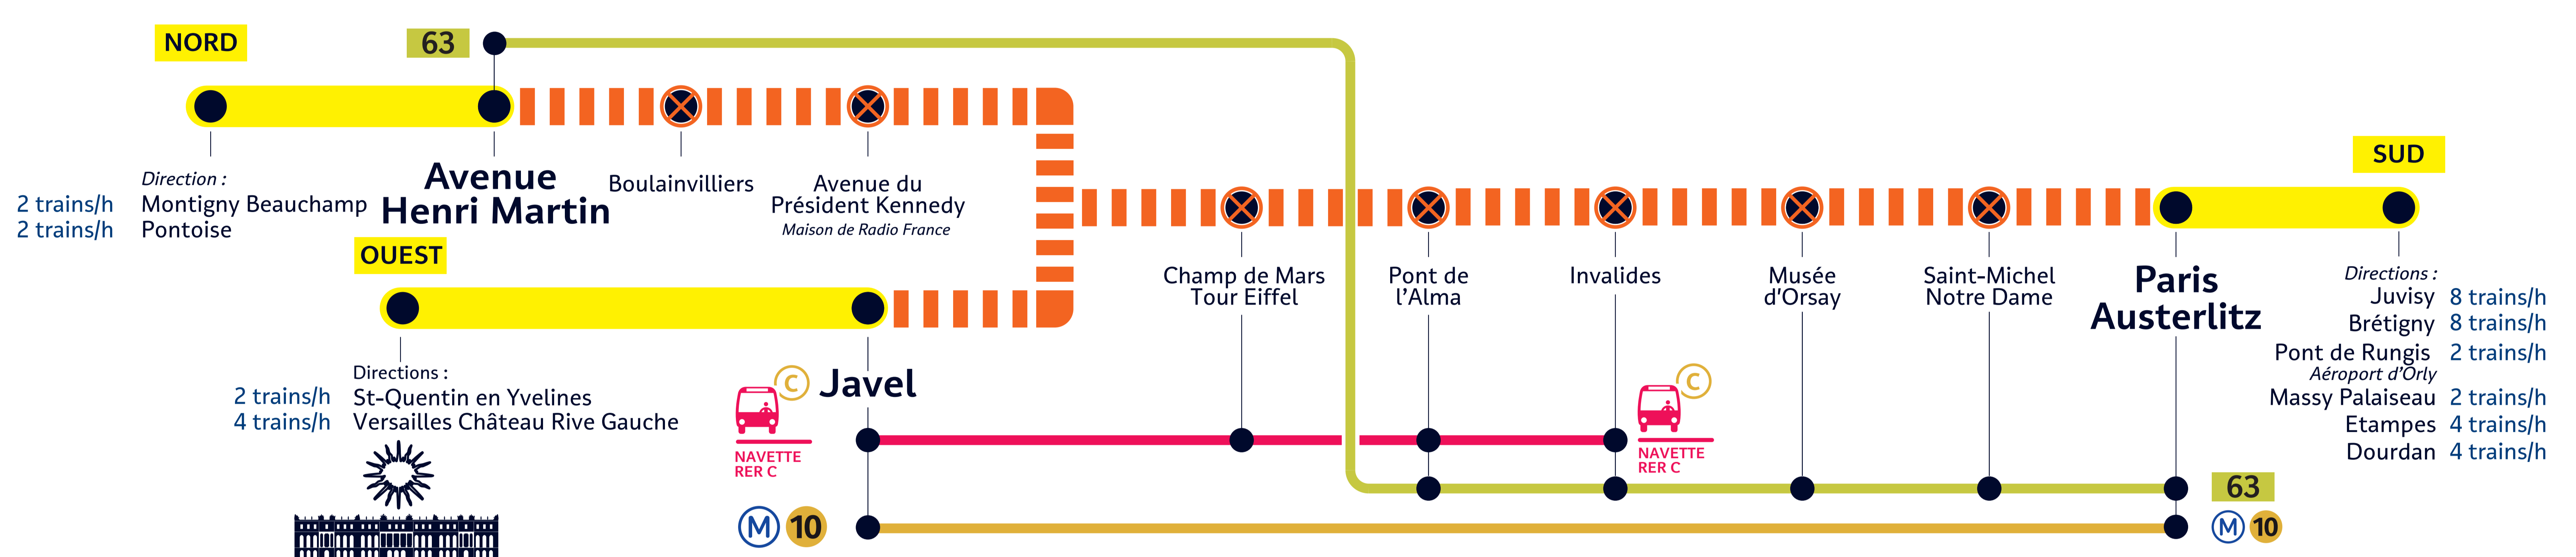 NORD
63
SUD
Direction :
2 trains/h Montigny Beauchamp
2 trains/h Pontoise
Avenue
Henri Martin
Boulainvilliers
Avenue du
Président Kennedy
Maison de Radio France
OUEST
Directions :
2 trains/h St-Quentin en Yvelines
4 trains/h Versailles Château Rive Gauche
Champ de Mars
Tour Eiffel
Pont de
l’Alma
Invalides
Musée
d'Orsay
Saint-Michel
Notre Dame
Paris
Austerlitz
Directions :
Juvisy 8 trains/h
Brétigny 8 trains/h
Pont de Rungis 2 trains/h
Aéroport d’Orly
Massy Palaiseau 2 trains/h
Etampes 4 trains/h
Dourdan 4 trains/h
C
Javel
NAVETTE
RER C
C
NAVETTE
RER C
63
M 10
M 10